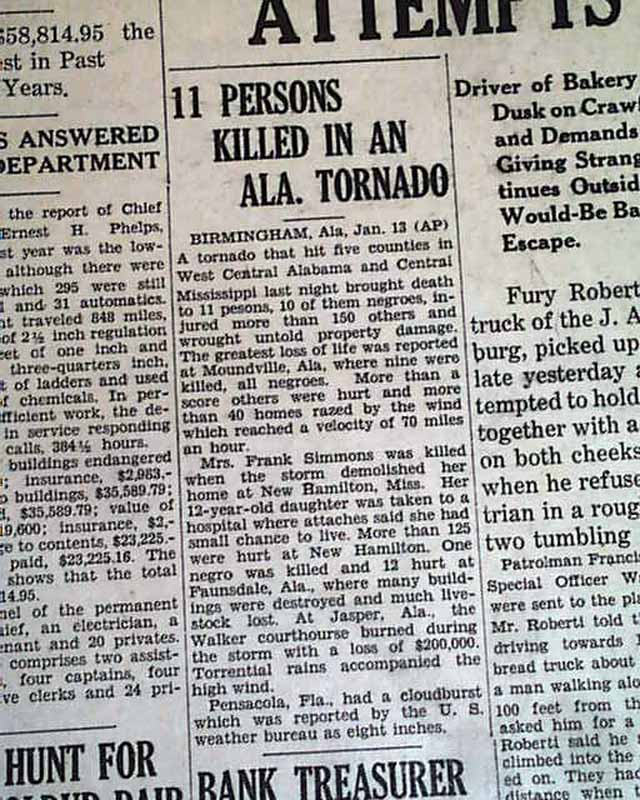 ATTEMPTS
$58,814.95 the
est in Past
Years.
S ANSWERED
DEPARTMENT
the report of Chief
Ernest H. Phelps,
st year was the low-
although there were
which 295 were still
and 31 automatics.
nt traveled 848 miles,
of 2½ inch regulation
eet of one inch and
three-quarters inch,
t of ladders and used
of chemicals. In per-
fficient work, the de-
in service responding
calls, 384½ hours.
buildings endangered
; insurance, $2,983,-
o buildings, $35,589.79;
d, $35,589.79; value of
19,600; insurance, $2,-
ge to contents, $23,225.-
paid, $23,225.16. The
shows that the total
14.95.
nel of the permanent
ief, an electrician, a
nant and 20 privates.
comprises two assist-
, four captains, four
ve clerks and 24 pri-
HUNT FOR
11 PERSONS
KILLED IN AN
ALA. TORNADO
BIRMINGHAM, Ala, Jan. 13 (AP)
A tornado that hit five counties in
West Central Alabama and Central
Mississippi last night brought death
to 11 pesons, 10 of them negroes, in-
jured more than 150 others and
wrought untold property damage.
The greatest loss of life was reported
at Moundville, Ala, where nine were
killed, all negroes. More than a
score others were hurt and more
than 40 homes razed by the wind
which reached a velocity of 70 miles
an hour.
Mrs. Frank Simmons was killed
when the storm demolished her
home at New Hamilton, Miss. Her
12-year-old daughter was taken to a
hospital where attaches said she had
small chance to live. More than 125
were hurt at New Hamilton. One
negro was killed and 12 hurt at
Faunsdale, Ala., where many build-
ings were destroyed and much live-
stock lost. At Jasper, Ala., the
Walker courthourse burned during
the storm with a loss of $200,000.
Torrential rains accompanied the
high wind.
Pensacola, Fla., had a cloudburst
which was reported by the U. S.
weather bureau as eight inches.
BANK TREASURER
Driver of Bakery
Dusk on Craw
and Demands
Giving Strang
tinues Outsid
Would-Be Ba
Escape.
Fury Robert
truck of the J. A
burg, picked up
late yesterday a
tempted to hold
together with a
on both cheeks
when he refuse
trian in a roug
two tumbling
Patrolman Franci
Special Officer W
were sent to the pla
Mr. Roberti told t
driving towards
bread truck about
a man walking alo
100 feet from th
asked him for a
Roberti said he s
climbed into the
ed on. They had
distance when t